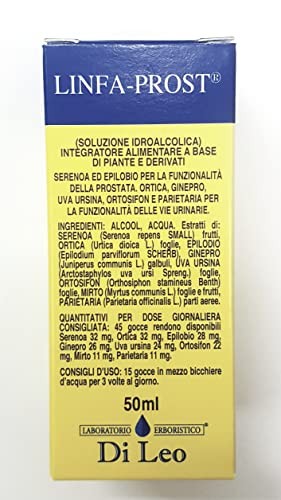 LINFA-PROST®
(SOLUZIONE IDROALCOLICA)
INTEGRATORE ALIMENTARE A BASE
DI PIANTE E DERIVATI
SERENOA ED EPILOBIO PER LA FUNZIONALITÀ
DELLA PROSTATA. ORTICA, GINEPRO,
UVA URSINA, ORTOSIFON E PARIETARIA PER
LA FUNZIONALITÀ DELLE VIE URINARIE.
INGREDIENTI: ALCOOL, ACQUA. Estratti di:
SERENOA (Serenoa repens SMALL) frutti,
ORTICA (Urtica dioica L.) foglie, EPILODIO
(Epilodium parviflorum SCHERB), GINEPRO
(Juniperus communis L.) galbuli, UVA URSINA
(Arctostaphylos uva ursi Spreng.) foglie,
ORTOSIFON (Orthosiphon stamineus Benth)
foglie, MIRTO (Myrtus communis L.) foglie e frutti,
PARIETARIA (Parietaria officinalis L.) parti aeree.
QUANTITATIVI PER DOSE GIORNALIERA
CONSIGLIATA: 45 gocce rendono disponibili
Serenoa 32 mg, Ortica 32 mg, Epilobio 28 mg,
Ginepro 26 mg, Uva ursina 24 mg, Ortosifon 22
mg, Mirto 11 mg, Parietaria 11 mg.
CONSIGLI D'USO: 15 gocce in mezzo bicchiere
d'acqua per 3 volte al giorno.
50ml
LABORATORIO ERBORISTICO®
Di Leo